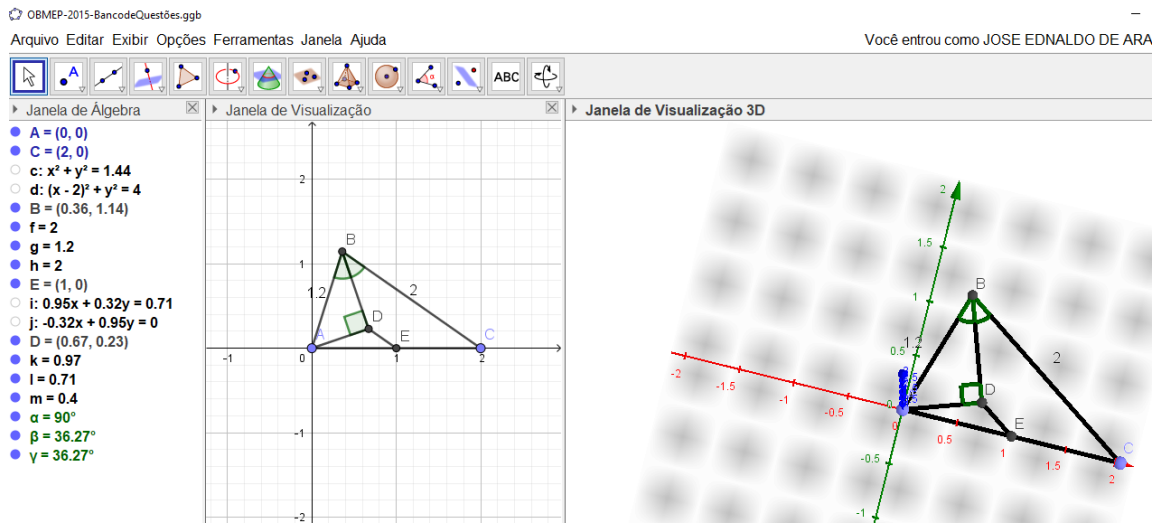 OBMEP-2015-BancodeQuestões.ggb
Arquivo Editar Exibir Opções Ferramentas Janela Ajuda
Você entrou como JOSE EDNALDO DE ARA
A ABC
Janela de Álgebra
Janela de Visualização
Janela de Visualização 3D
A = (0, 0)
C = (2, 0)
c: x² + y² = 1.44
d: (x - 2)² + y² = 4
B = (0.36, 1.14)
f = 2
g = 1.2
h = 2
E = (1, 0)
i: 0.95x + 0.32y = 0.71
j: -0.32x + 0.95y = 0
D = (0.67, 0.23)
k = 0.97
l = 0.71
m = 0.4
α = 90°
β = 36.27°
γ = 36.27°
2
B
1
1.2
2
D
A
E
C
-1
0
1
2
-1
-2
2
1.5
B
1
1.2
2
0.5
-2
-1.5
-1
-0.5
0
D
0
0.5
E
1
1.5
C
2
-0.5
-1